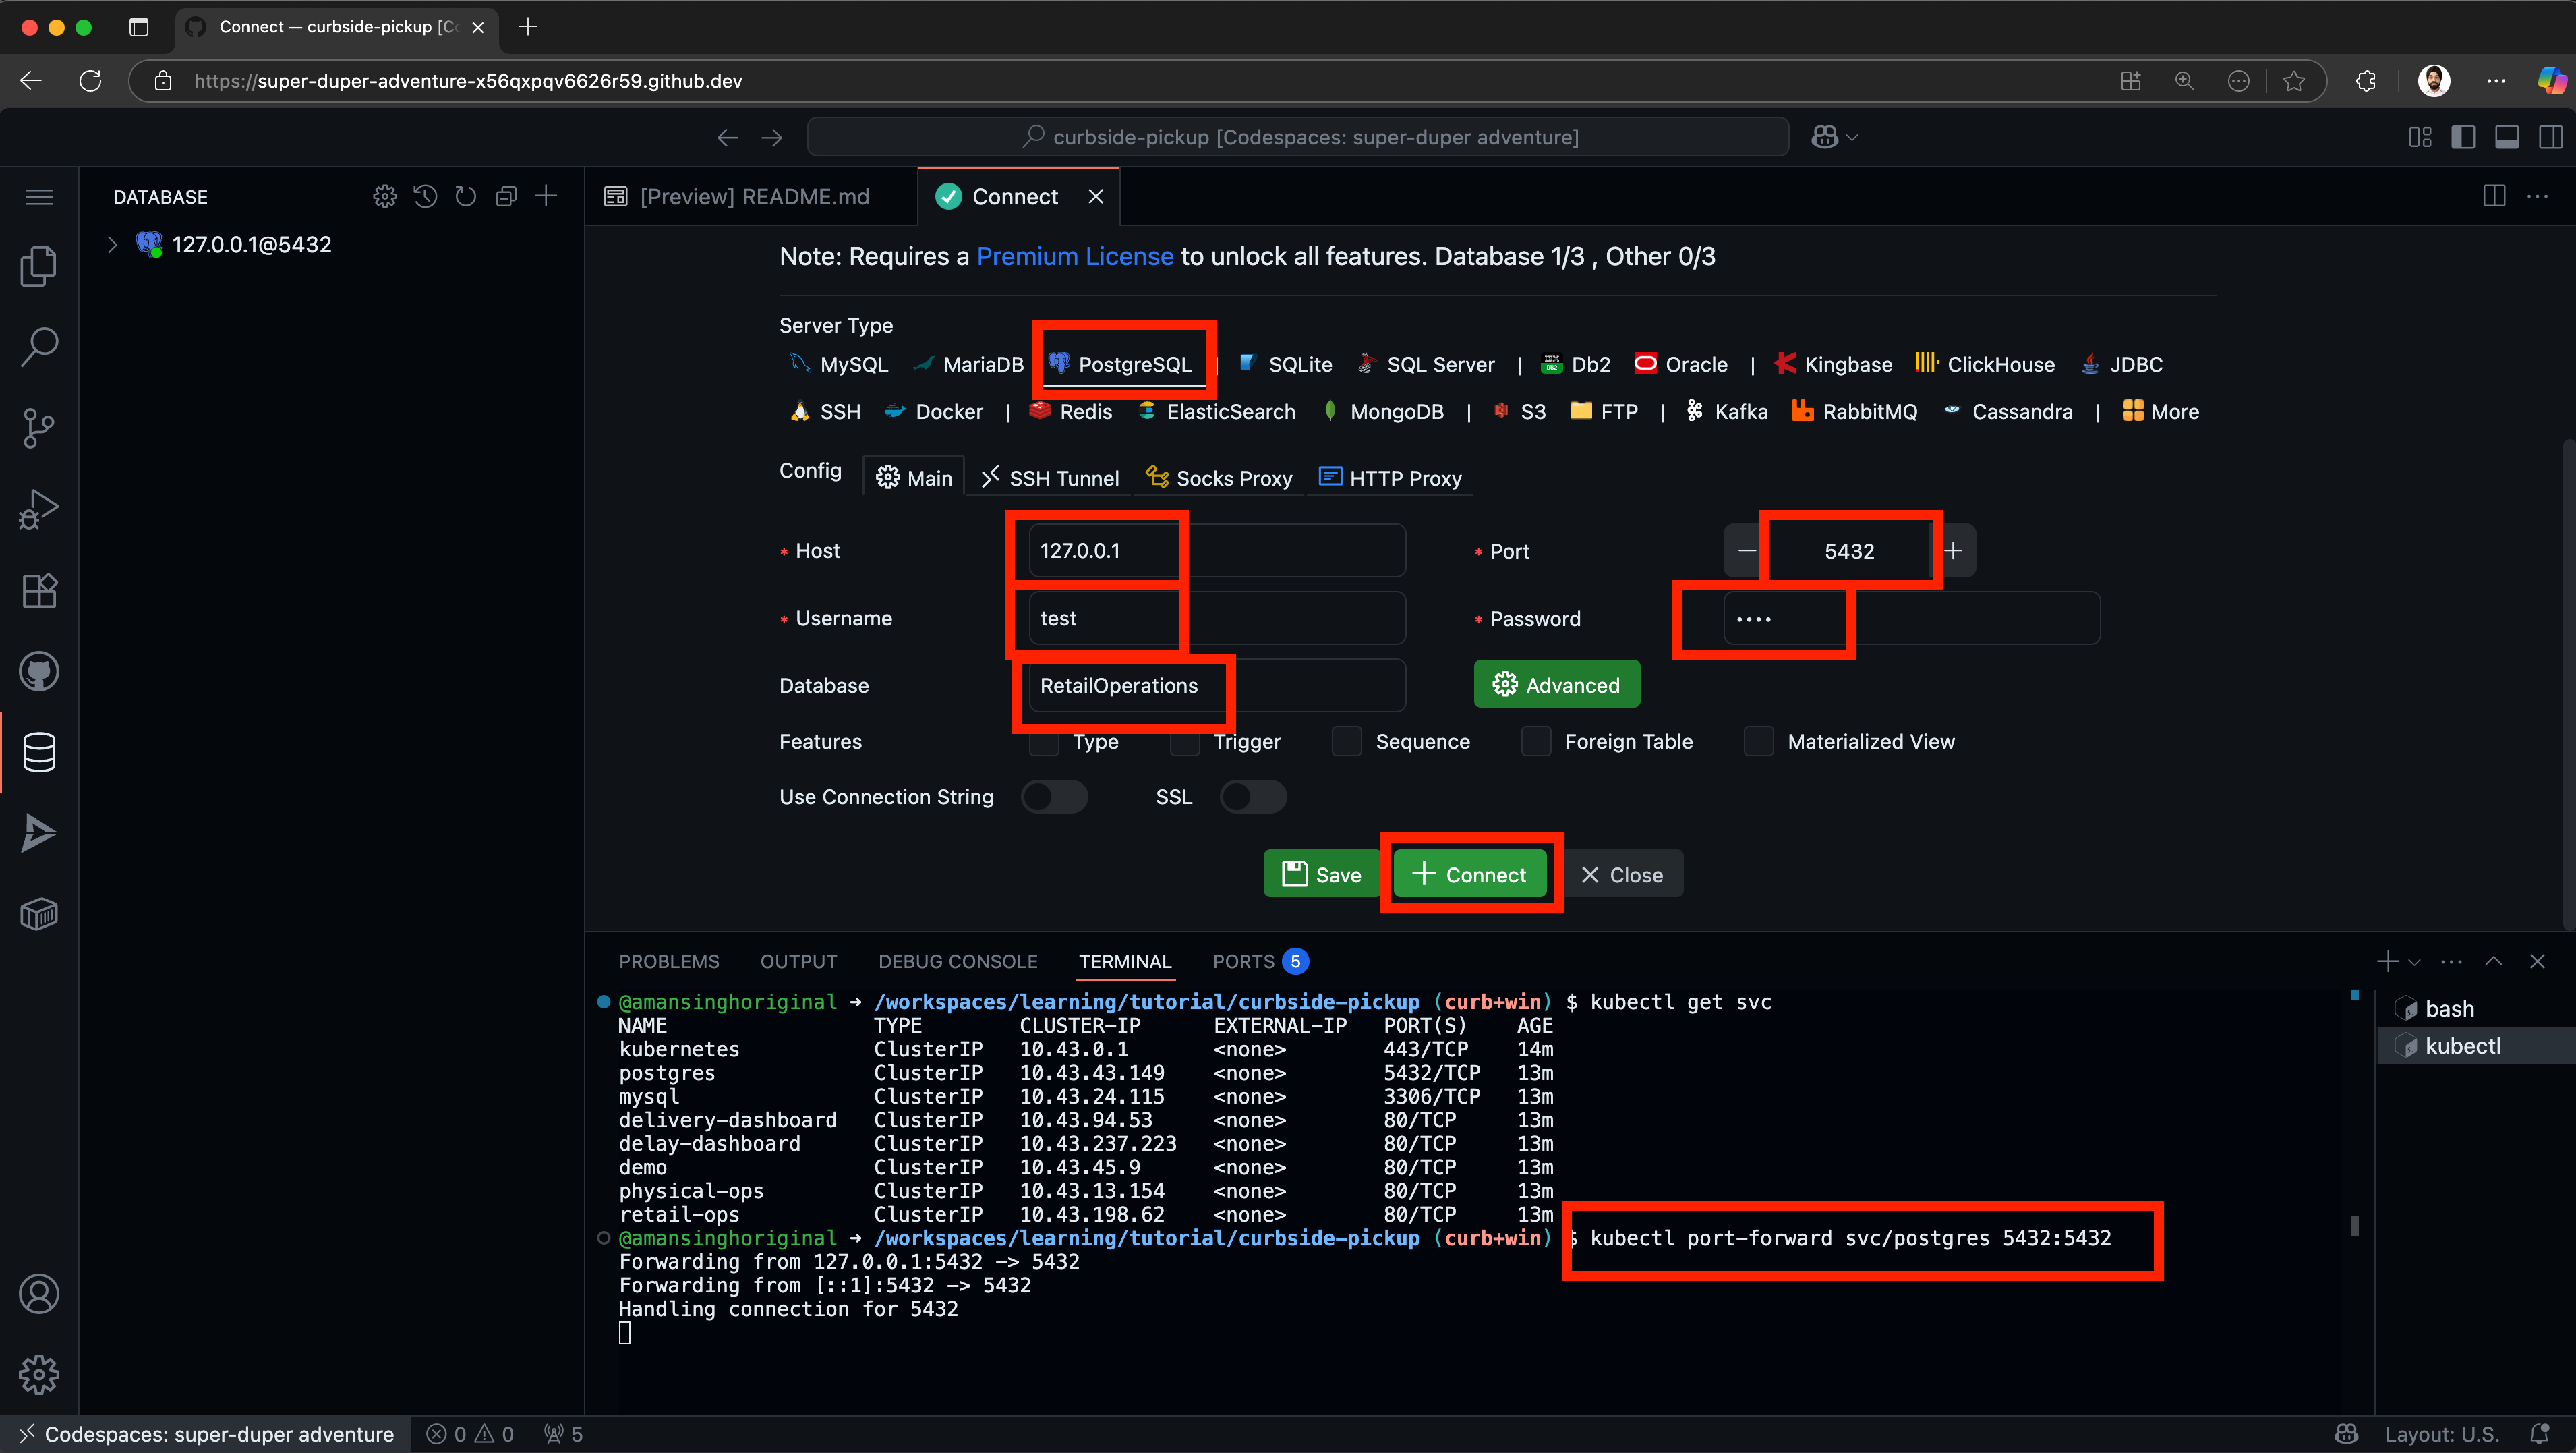 Connect — curbside-pickup [Co
https://super-duper-adventure-x56qxpqv6626r59.github.dev
curbside-pickup [Codespaces: super-duper adventure]
DATABASE
[Preview] README.md
Connect
127.0.0.1@5432
Note: Requires a Premium License to unlock all features. Database 1/3 , Other 0/3
Server Type
MySQL MariaDB PostgreSQL | SQLite SQL Server | IBM DB2 Db2 Oracle | Kingbase ClickHouse JDBC
SSH Docker | Redis ElasticSearch MongoDB | S3 FTP | Kafka RabbitMQ Cassandra | More
Config Main SSH Tunnel Socks Proxy HTTP Proxy
* Host 127.0.0.1 * Port 5432
* Username test * Password ••••
Database RetailOperations Advanced
Features Type Trigger Sequence Foreign Table Materialized View
Use Connection String SSL
Save Connect Close
PROBLEMS OUTPUT DEBUG CONSOLE TERMINAL PORTS 5
@amansinghoriginal → /workspaces/learning/tutorial/curbside-pickup (curb+win) $ kubectl get svc
NAME TYPE CLUSTER-IP EXTERNAL-IP PORT(S) AGE
kubernetes ClusterIP 10.43.0.1 <none> 443/TCP 14m
postgres ClusterIP 10.43.43.149 <none> 5432/TCP 13m
mysql ClusterIP 10.43.24.115 <none> 3306/TCP 13m
delivery-dashboard ClusterIP 10.43.94.53 <none> 80/TCP 13m
delay-dashboard ClusterIP 10.43.237.223 <none> 80/TCP 13m
demo ClusterIP 10.43.45.9 <none> 80/TCP 13m
physical-ops ClusterIP 10.43.13.154 <none> 80/TCP 13m
retail-ops ClusterIP 10.43.198.62 <none> 80/TCP 13m
@amansinghoriginal → /workspaces/learning/tutorial/curbside-pickup (curb+win) $ kubectl port-forward svc/postgres 5432:5432
Forwarding from 127.0.0.1:5432 -> 5432
Forwarding from [::1]:5432 -> 5432
Handling connection for 5432
bash
kubectl
Codespaces: super-duper adventure 0 0 5
Layout: U.S.